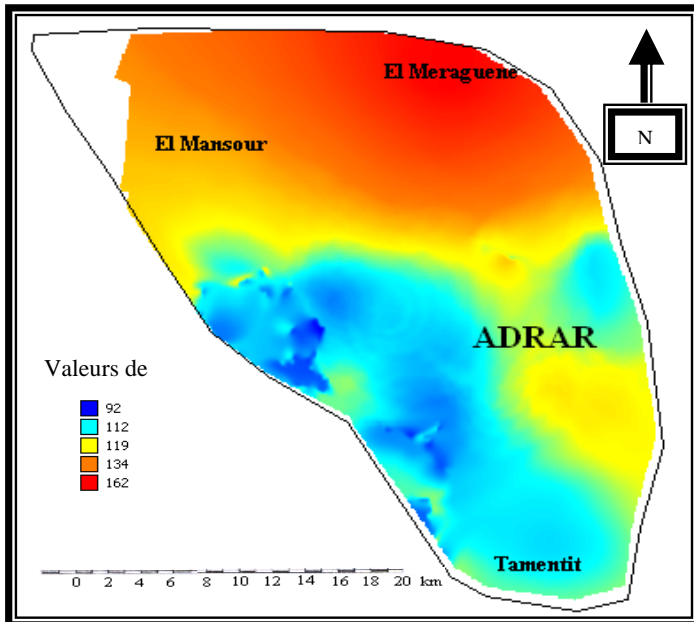 El Meraguene
N
El Mansour
ADRAR
Valeurs de
92
112
119
134
162
Tamentit
0 2 4 6 8 10 12 14 16 18 20 km